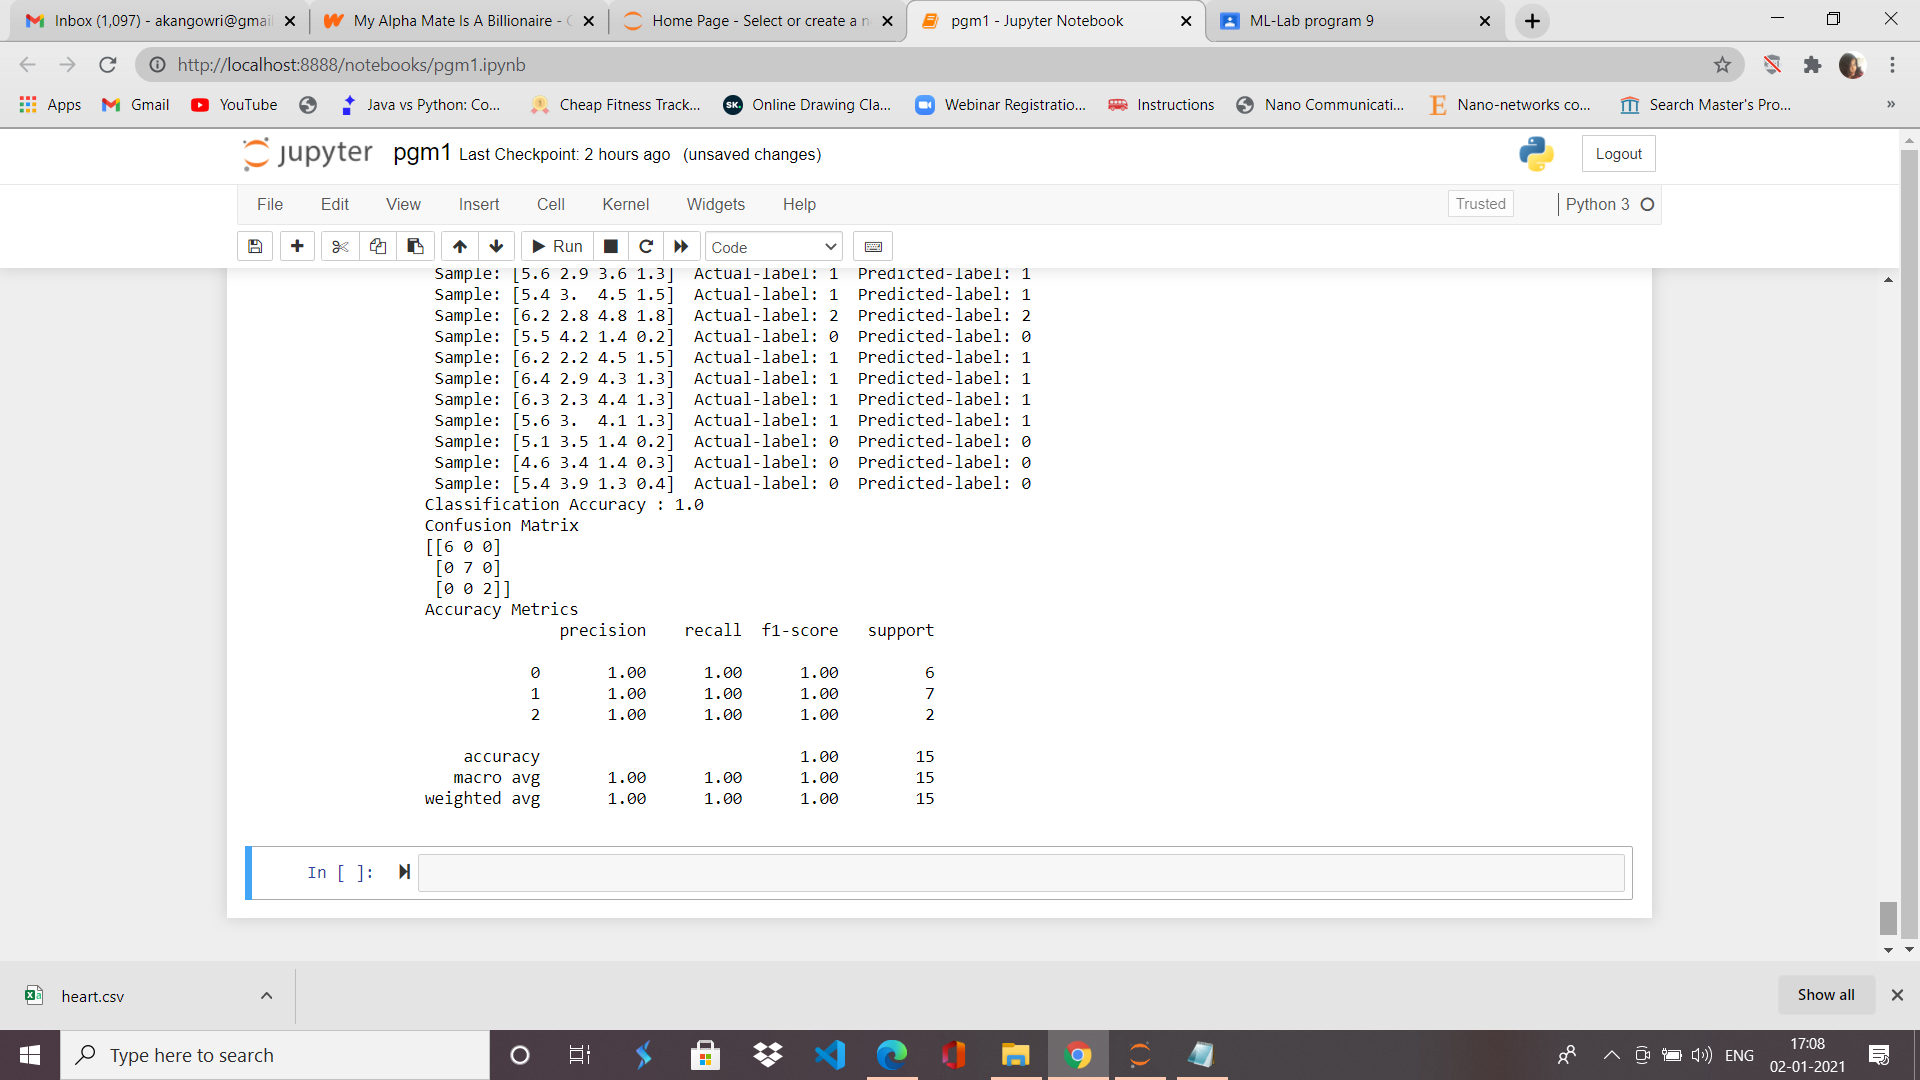 Inbox (1,097) - akangowri@gmai
My Alpha Mate Is A Billionaire - 
Home Page - Select or create a n
pgm1 - Jupyter Notebook
ML-Lab program 9
http://localhost:8888/notebooks/pgm1.ipynb
Apps
Gmail
YouTube
Java vs Python: Co...
Cheap Fitness Track...
SK.
Online Drawing Cla...
Webinar Registratio...
Instructions
Nano Communicati...
E
Nano-networks co...
Search Master's Pro...
»
jupyter pgm1 Last Checkpoint: 2 hours ago (unsaved changes)
Logout
File Edit View Insert Cell Kernel Widgets Help
Trusted
Python 3
Run
Code
Sample: [5.6 2.9 3.6 1.3] Actual-label: 1 Predicted-label: 1
Sample: [5.4 3. 4.5 1.5] Actual-label: 1 Predicted-label: 1
Sample: [6.2 2.8 4.8 1.8] Actual-label: 2 Predicted-label: 2
Sample: [5.5 4.2 1.4 0.2] Actual-label: 0 Predicted-label: 0
Sample: [6.2 2.2 4.5 1.5] Actual-label: 1 Predicted-label: 1
Sample: [6.4 2.9 4.3 1.3] Actual-label: 1 Predicted-label: 1
Sample: [6.3 2.3 4.4 1.3] Actual-label: 1 Predicted-label: 1
Sample: [5.6 3. 4.1 1.3] Actual-label: 1 Predicted-label: 1
Sample: [5.1 3.5 1.4 0.2] Actual-label: 0 Predicted-label: 0
Sample: [4.6 3.4 1.4 0.3] Actual-label: 0 Predicted-label: 0
Sample: [5.4 3.9 1.3 0.4] Actual-label: 0 Predicted-label: 0
Classification Accuracy : 1.0
Confusion Matrix
[[6 0 0]
[0 7 0]
[0 0 2]]
Accuracy Metrics
precision recall f1-score support
0 1.00 1.00 1.00 6
1 1.00 1.00 1.00 7
2 1.00 1.00 1.00 2
accuracy 1.00 15
macro avg 1.00 1.00 1.00 15
weighted avg 1.00 1.00 1.00 15
In [ ]:
heart.csv
Show all
Type here to search
ENG
17:08
02-01-2021